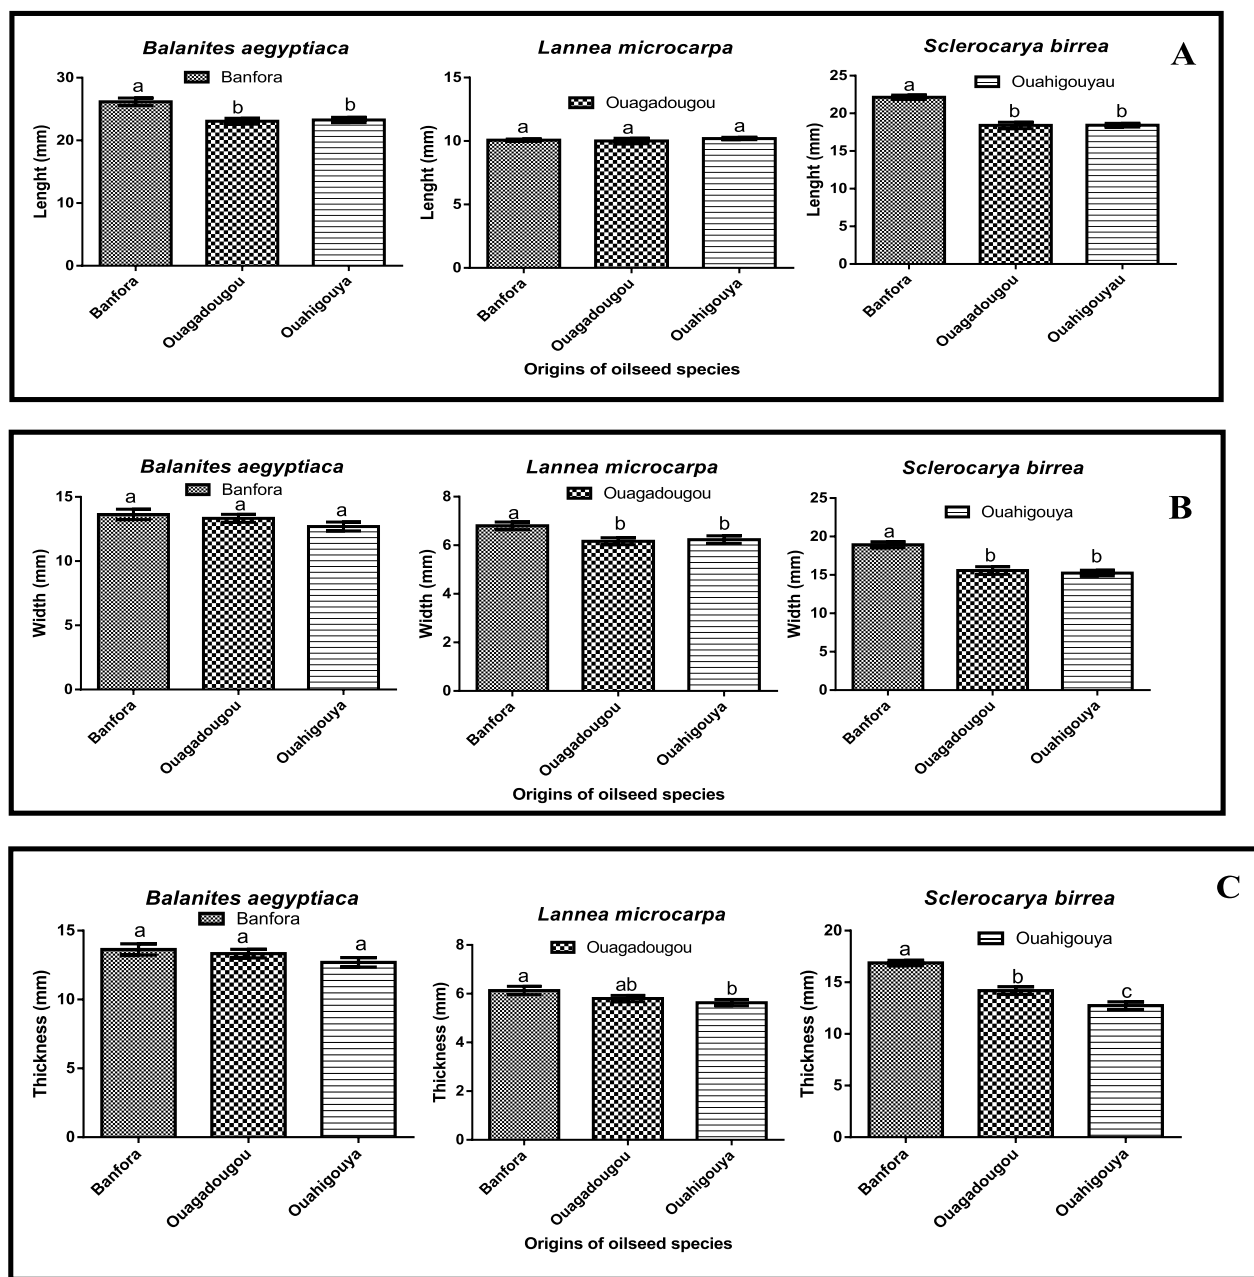 A
Balanites aegyptiaca
Banfora
Lenght (mm)
30
20
10
0
a
b
b
Banfora
Ouagadougou
Ouahigouya
Lannea microcarpa
Ouagadougou
Lenght (mm)
15
10
5
0
a
a
a
Banfora
Ouagadougou
Ouahigouya
Sclerocarya birrea
Ouahigouyau
Lenght (mm)
25
20
15
10
5
0
a
b
b
Banfora
Ouagadougou
Ouahigouyau
Origins of oilseed species
B
Balanites aegyptiaca
Banfora
Width (mm)
15
10
5
0
a
a
a
Banfora
Ouagadougou
Ouahigouya
Lannea microcarpa
Ouagadougou
Width (mm)
8
6
4
2
0
a
b
b
Banfora
Ouagadougou
Ouahigouya
Sclerocarya birrea
Ouahigouya
Width (mm)
25
20
15
10
5
0
a
b
b
Banfora
Ouagadougou
Ouahigouya
Origins of oilseed species
C
Balanites aegyptiaca
Banfora
Thickness (mm)
15
10
5
0
a
a
a
Banfora
Ouagadougou
Ouahigouya
Lannea microcarpa
Ouagadougou
Thickness (mm)
8
6
4
2
0
a
ab
b
Banfora
Ouagadougou
Ouahigouya
Sclerocarya birrea
Ouahigouya
Thickness (mm)
20
15
10
5
0
a
b
c
Banfora
Ouagadougou
Ouahigouya
Origins of oilseed species